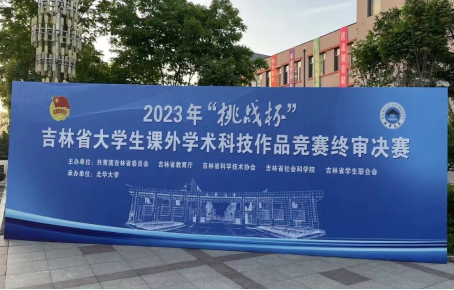 2023年“挑战杯”
吉林省大学生课外学术科技作品竞赛终审决赛
主办单位：共青团吉林省委员会 吉林省教育厅 吉林省科学技术协会 吉林省社会科学院 吉林省学生联合会
承办单位：北华大学